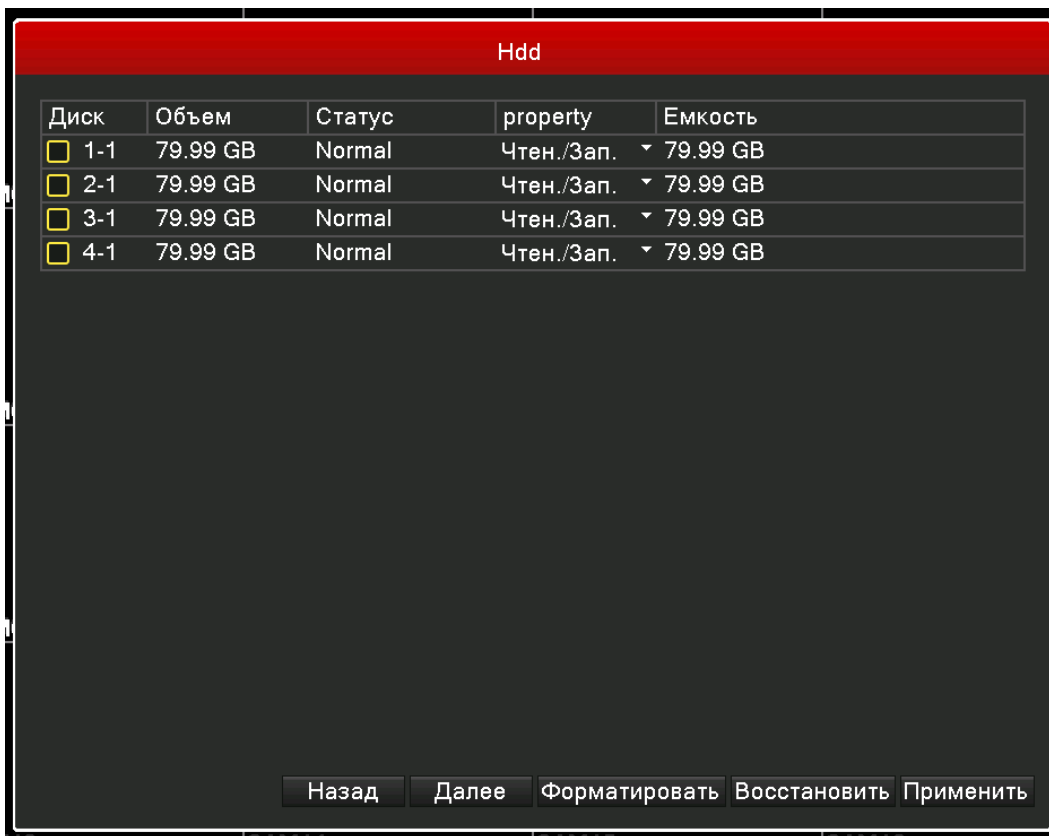 Hdd
Диск Объем Статус property Емкость
1-1 79.99 GB Normal Чтен./Зап. 79.99 GB
2-1 79.99 GB Normal Чтен./Зап. 79.99 GB
3-1 79.99 GB Normal Чтен./Зап. 79.99 GB
4-1 79.99 GB Normal Чтен./Зап. 79.99 GB
Назад Далее Форматировать Восстановить Применить